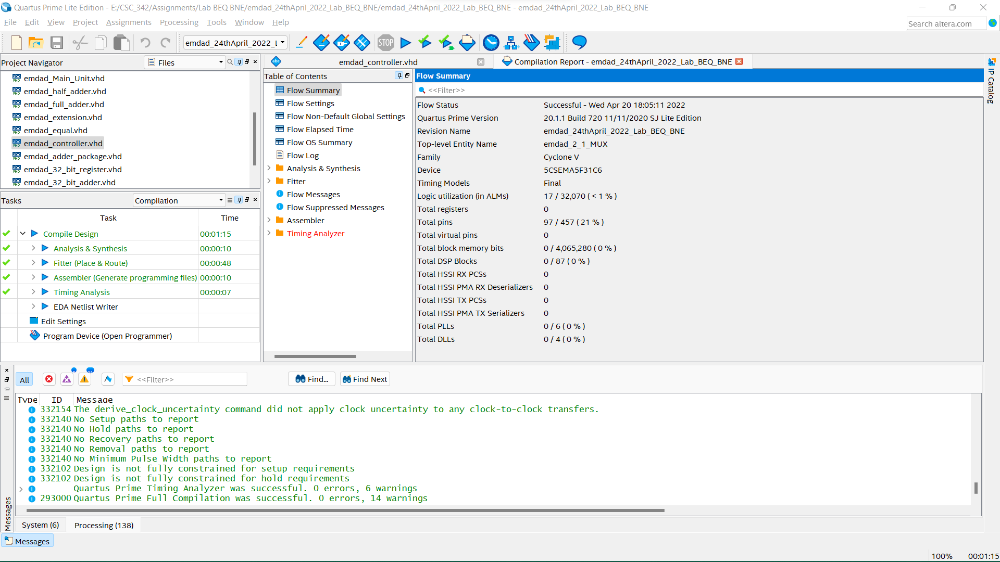 Quartus Prime Lite Edition - E:/CSC_342/Assignments/Lab BEQ BNE/emdad_24thApril_2022_Lab_BEQ_BNE/emdad_24thApril_2022_Lab_BEQ_BNE - emdad_24thApril_2022_Lab_BEQ_BNE
File Edit View Project Assignments Processing Tools Window Help
Search altera.com
emdad_24thApril_2022_L
STOP
Project Navigator
Files
emdad_Main_Unit.vhd
emdad_half_adder.vhd
emdad_full_adder.vhd
emdad_extension.vhd
emdad_equal.vhd
emdad_controller.vhd
emdad_adder_package.vhd
emdad_32_bit_register.vhd
emdad_32_bit_adder.vhd
Tasks
Compilation
Task Time
Compile Design 00:01:15
Analysis & Synthesis 00:00:10
Fitter (Place & Route) 00:00:48
Assembler (Generate programming files) 00:00:10
Timing Analysis 00:00:07
EDA Netlist Writer
Edit Settings
Program Device (Open Programmer)
emdad_controller.vhd
Compilation Report - emdad_24thApril_2022_Lab_BEQ_BNE
Table of Contents
Flow Summary
Flow Settings
Flow Non-Default Global Settings
Flow Elapsed Time
Flow OS Summary
Flow Log
Analysis & Synthesis
Fitter
Flow Messages
Flow Suppressed Messages
Assembler
Timing Analyzer
Flow Summary
<<Filter>>
Flow Status Successful - Wed Apr 20 18:05:11 2022
Quartus Prime Version 20.1.1 Build 720 11/11/2020 SJ Lite Edition
Revision Name emdad_24thApril_2022_Lab_BEQ_BNE
Top-level Entity Name emdad_2_1_MUX
Family Cyclone V
Device 5CSEMA5F31C6
Timing Models Final
Logic utilization (in ALMs) 17 / 32,070 ( < 1 % )
Total registers 0
Total pins 97 / 457 ( 21 % )
Total virtual pins 0
Total block memory bits 0 / 4,065,280 ( 0 % )
Total DSP Blocks 0 / 87 ( 0 % )
Total HSSI RX PCSs 0
Total HSSI PMA RX Deserializers 0
Total HSSI TX PCSs 0
Total HSSI PMA TX Serializers 0
Total PLLs 0 / 6 ( 0 % )
Total DLLs 0 / 4 ( 0 % )
IP Catalog
All
<<Filter>>
Find...
Find Next
Type ID Message
332154 The derive_clock_uncertainty command did not apply clock uncertainty to any clock-to-clock transfers.
332140 No Setup paths to report
332140 No Hold paths to report
332140 No Recovery paths to report
332140 No Removal paths to report
332140 No Minimum Pulse Width paths to report
332102 Design is not fully constrained for setup requirements
332102 Design is not fully constrained for hold requirements
Quartus Prime Timing Analyzer was successful. 0 errors, 6 warnings
293000 Quartus Prime Full Compilation was successful. 0 errors, 14 warnings
Messages
System (6)
Processing (138)
Messages
100% 00:01:15